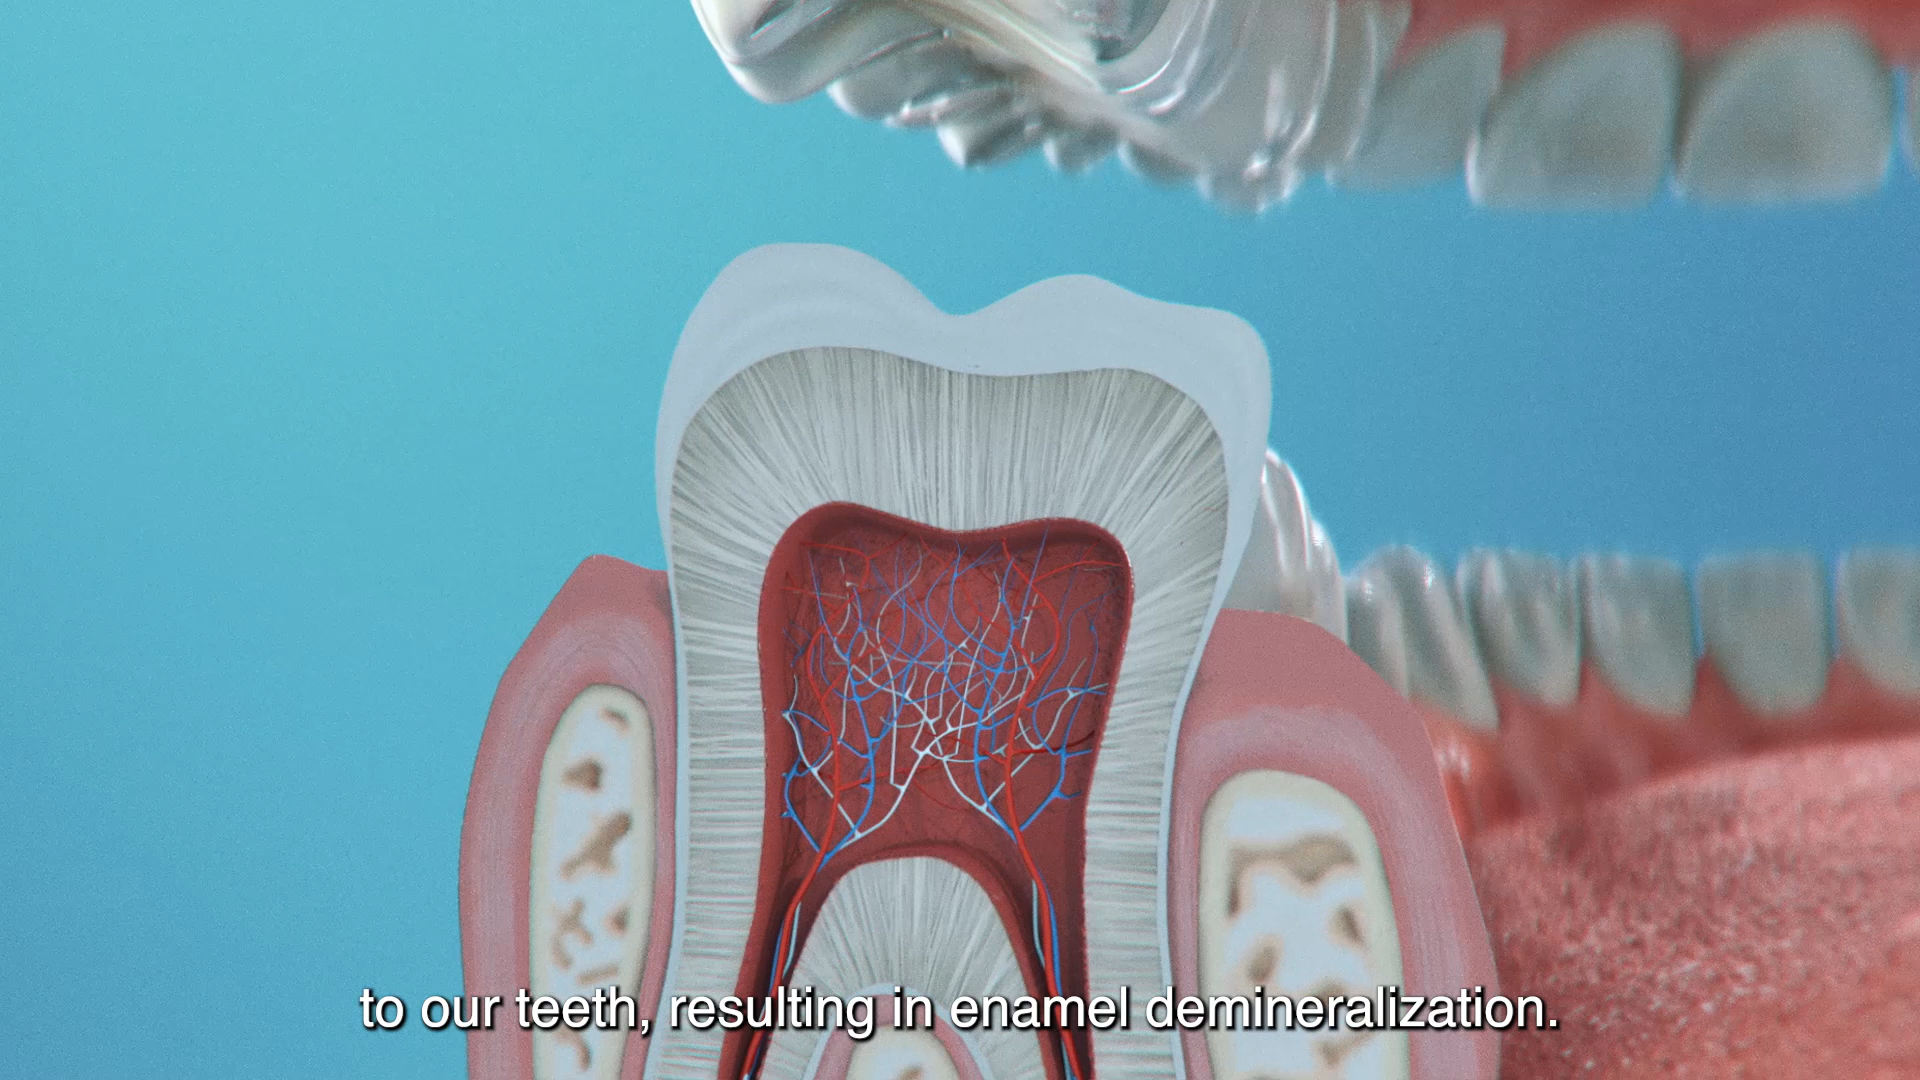 to our teeth, resulting in enamel demineralization.